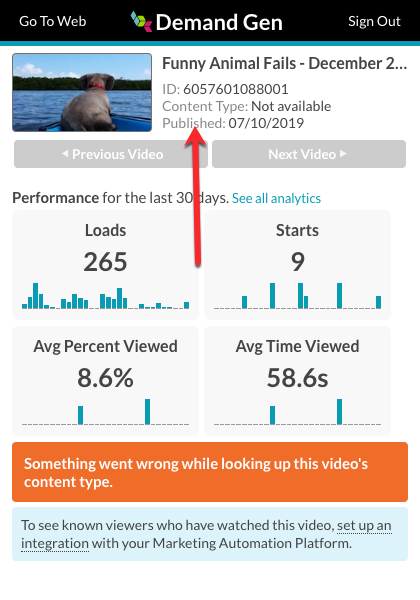 Go To Web
Demand Gen
Sign Out
Funny Animal Fails - December 2...
ID: 6057601088001
Content Type: Not available
Published: 07/10/2019
Previous Video
Next Video
Performance for the last 30 days. See all analytics
Loads
265
Starts
9
Avg Percent Viewed
8.6%
Avg Time Viewed
58.6s
Something went wrong while looking up this video's
content type.
To see known viewers who have watched this video, set up an
integration with your Marketing Automation Platform.